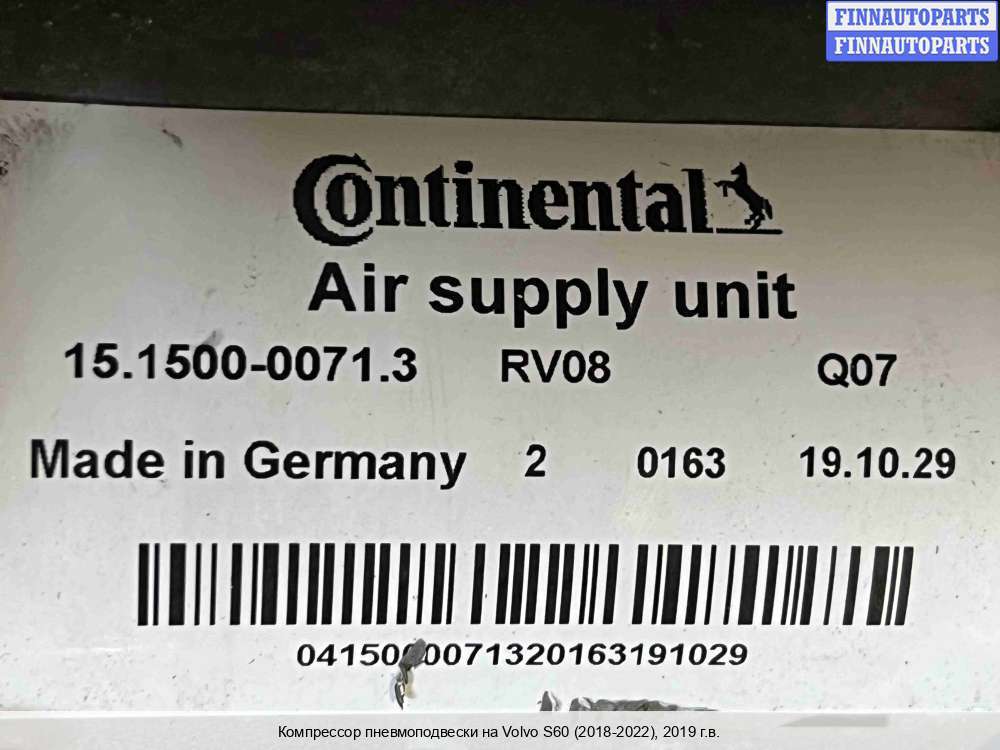 FINNAUTOPARTS
FINNAUTOPARTS
Continental
Air supply unit
15.1500-0071.3 RV08 Q07
Made in Germany 2 0163 19.10.29
Компрессор пневмоподвески на Volvo S60 (2018-2022), 2019 г.в.